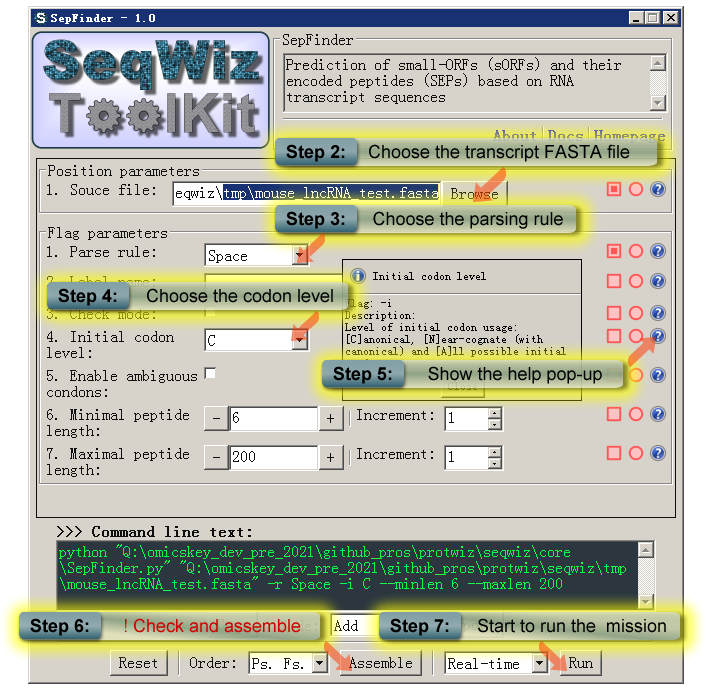 SepFinder - 1.0
SeqWiz
ToolKit
SepFinder
Prediction of small-ORFs (sORFs) and their
encoded peptides (SEPs) based on RNA
transcript sequences
About Docs Homepage
Step 2: Choose the transcript FASTA file
Position parameters
1. Souce file: eqwiz\tmp\mouse_lncRNA_test.fasta Browse
Step 3: Choose the parsing rule
Flag parameters
1. Parse rule: Space
Initial codon level
2. Label name:
Step 4: Choose the codon level
Flag: -i
3. Check mode:
Description:
Level of initial codon usage:
4. Initial codon
level: C
[C]anonical, [N]ear-cognate (with
canonical) and [A]ll possible initial
Step 5: Show the help pop-up
5. Enable ambiguous
condons:
Close
6. Minimal peptide
length: - 6 + Increment: 1
7. Maximal peptide
length: - 200 + Increment: 1
>>> Command line text:
python "Q:\omicskey_dev_pre_2021\github_pros\protwiz\seqwiz\core
\SepFinder.py" "Q:\omicskey_dev_pre_2021\github_pros\protwiz\seqwiz\tmp
\mouse_lncRNA_test.fasta" -r Space -i C --minlen 6 --maxlen 200
Step 6: ! Check and assemble Add Step 7: Start to run the mission
Reset Order: Ps. Fs. Assemble Real-time Run